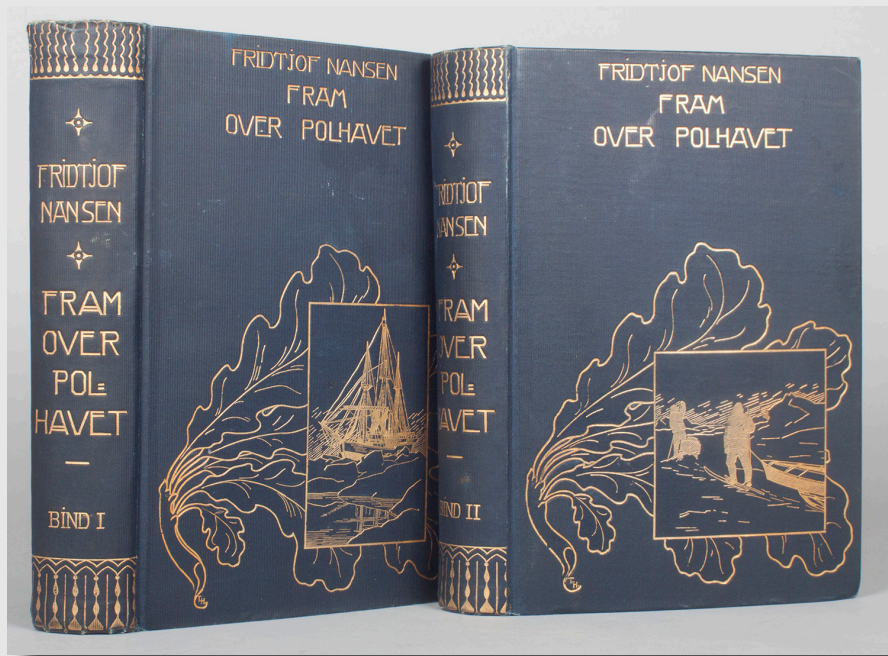 FRIDTJOF
NANSEN
FRAM
OVER
POL=
HAVET
BIND I
FRIDTJOF NANSEN
FRAM
OVER POLHAVET
FRIDTJOF
NANSEN
FRAM
OVER
POL=
HAVET
BIND II
FRIDTJOF NANSEN
FRAM
OVER POLHAVET